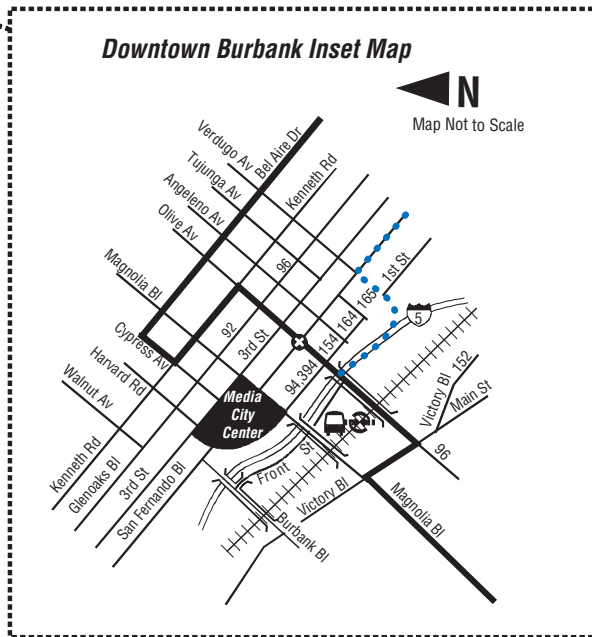 Downtown Burbank Inset Map
N
Map Not to Scale
Verdugo Av
Bel Aire Dr
Tujunga Av
Kenneth Rd
Angeleno Av
Olive Av
96
Magnolia Bl
1st St
165
5
164
92
3rd St
154
Cypress Av
Harvard Rd
94,394
Victory Bl
152
Walnut Av
Media
City
Center
Main St
Kenneth Rd
Front St
96
Glenoaks Bl
3rd St
Victory Bl
San Fernando Bl
Magnolia Bl
Burbank Bl